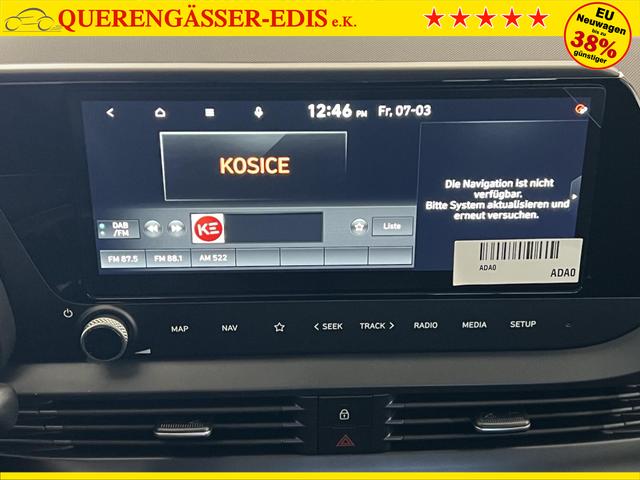 QUERENGÄSSER-EDIS e.K.
EU
Neuwagen
bis zu
38%
günstiger
12:46 PM Fr, 07-03
KOSICE
Die Navigation ist nicht
verfügbar.
Bitte System aktualisieren und
erneut versuchen.
DAB
/FM
KE
Liste
FM 87.5 FM 88.1 AM 522
ADA0 ADA0
MAP NAV < SEEK TRACK > RADIO MEDIA SETUP